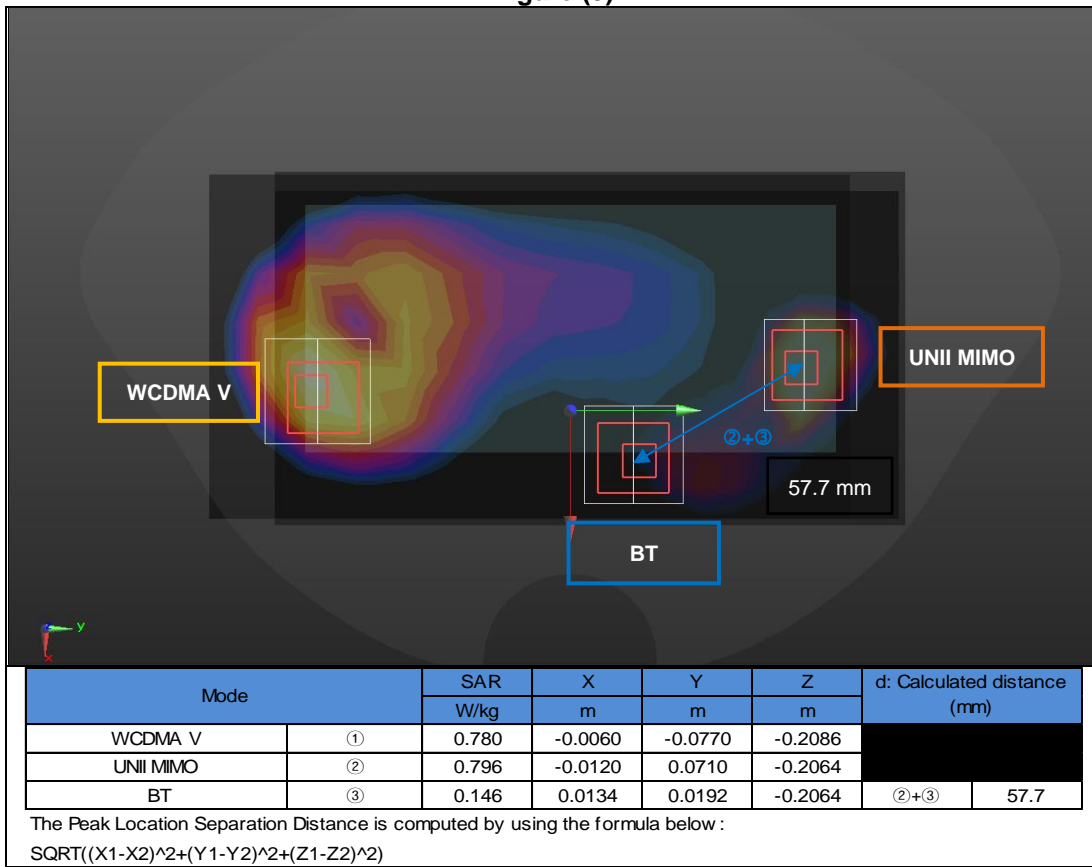 WCDMA V
UNII MIMO
②+③
57.7 mm
BT
y
x
Mode SAR X Y Z d: Calculated distance (mm)
W/kg m m m
WCDMA V ① 0.780 -0.0060 -0.0770 -0.2086
UNII MIMO ② 0.796 -0.0120 0.0710 -0.2064
BT ③ 0.146 0.0134 0.0192 -0.2064 ②+③ 57.7
The Peak Location Separation Distance is computed by using the formula below :
SQRT((X1-X2)^2+(Y1-Y2)^2+(Z1-Z2)^2)